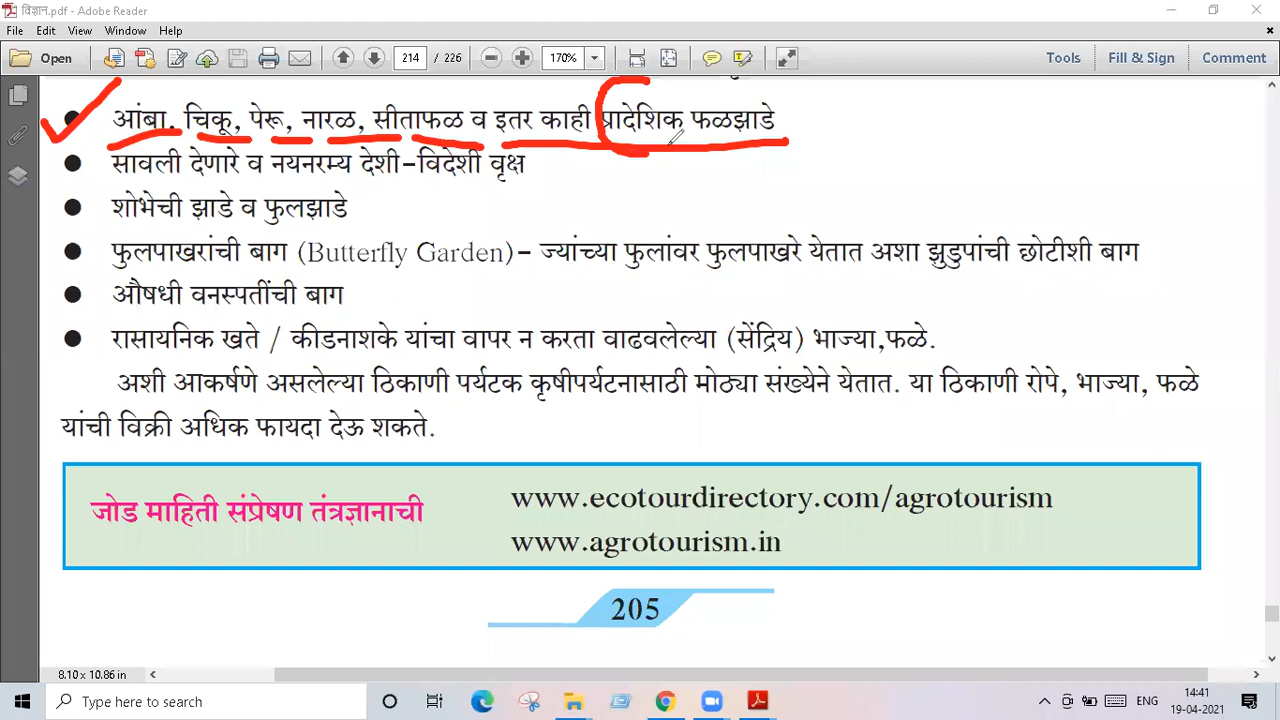 विज्ञान.pdf - Adobe Reader
File Edit View Window Help
Open 214 / 226 170% Tools Fill & Sign Comment
आंबा, चिकू, पेरू, नारळ, सीताफळ व इतर काही प्रादेशिक फळझाडे
सावली देणारे व नयनरम्य देशी-विदेशी वृक्ष
शोभेची झाडे व फुलझाडे
फुलपाखरांची बाग (Butterfly Garden)- ज्यांच्या फुलांवर फुलपाखरे येतात अशा झुडुपांची छोटीशी बाग
औषधी वनस्पतींची बाग
रासायनिक खते / कीडनाशके यांचा वापर न करता वाढवलेल्या (सेंद्रिय) भाज्या,फळे.
अशी आकर्षणे असलेल्या ठिकाणी पर्यटक कृषीपर्यटनासाठी मोठ्या संख्येने येतात. या ठिकाणी रोपे, भाज्या, फळे
यांची विक्री अधिक फायदा देऊ शकते.
जोड माहिती संप्रेषण तंत्रज्ञानाची
www.ecotourdirectory.com/agrotourism
www.agrotourism.in
205
8.10 x 10.86 in
Type here to search
ENG
14:41
19-04-2021